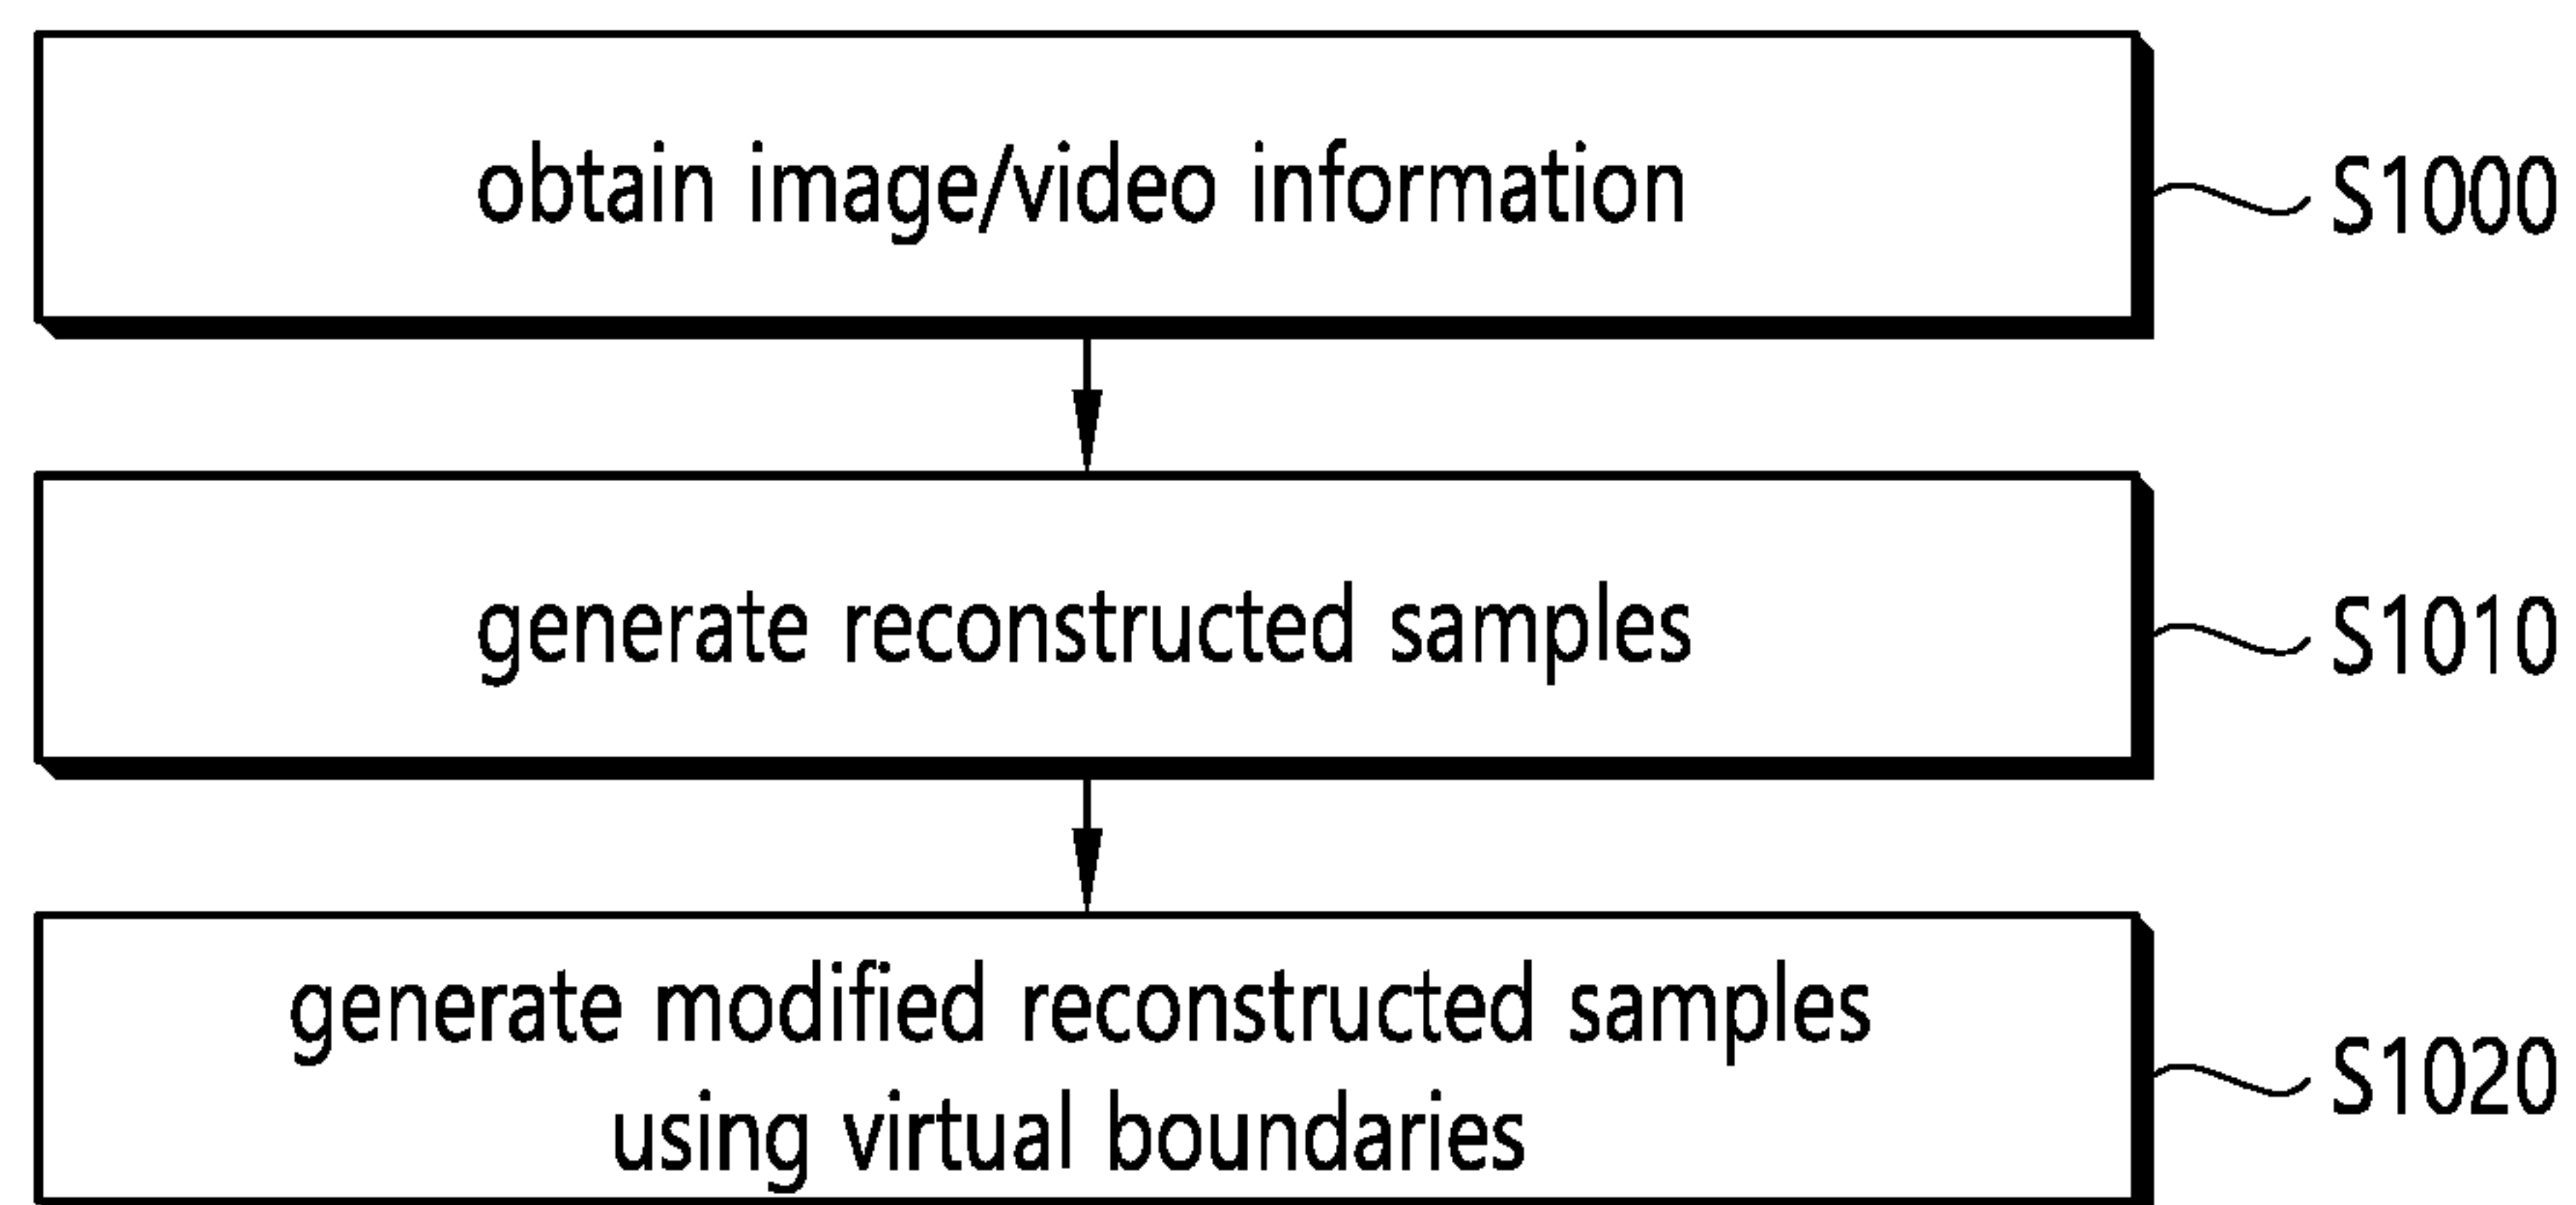 obtain image/video information
S1000
generate reconstructed samples
S1010
generate modified reconstructed samples
using virtual boundaries
S1020